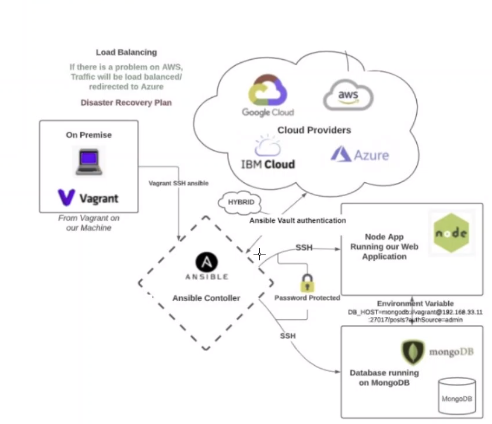 Load Balancing
If there is a problem on AWS,
Traffic will be load balanced/
redirected to Azure
Disaster Recovery Plan
On Premise
Vagrant
From Vagrant on
our Machine
Vagrant SSH ansible
Google Cloud
aws
Cloud Providers
IBM Cloud
Azure
HYBRID
Ansible Vault authentication
ANSIBLE
Ansible Contoller
SSH
Password Protected
SSH
Node App
Running our Web
Application
node
Environment Variable
DB_HOST=mongodb://vagrant@192.168.33.11
:27017/posts?authSource=admin
mongoDB
Database running
on MongoDB
MongoDB